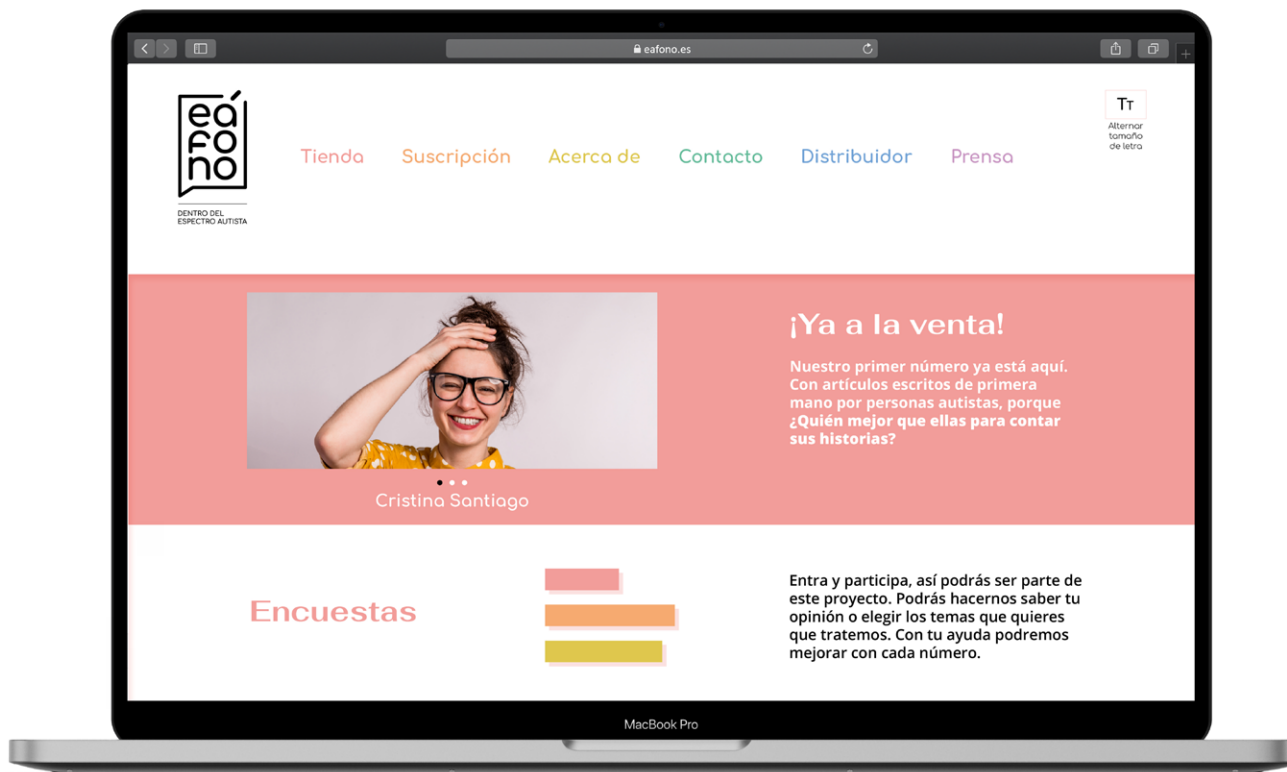 eafono.es
eá
fo
no
DENTRO DEL
ESPECTRO AUTISTA
Tienda
Suscripción
Acerca de
Contacto
Distribuidor
Prensa
TT
Alternar
tamaño
de letra
¡Ya a la venta!
Nuestro primer número ya está aquí.
Con artículos escritos de primera
mano por personas autistas, porque
¿Quién mejor que ellas para contar
sus historias?
Cristina Santiago
Encuestas
Entra y participa, así podrás ser parte de
este proyecto. Podrás hacernos saber tu
opinión o elegir los temas que quieres
que tratemos. Con tu ayuda podremos
mejorar con cada número.
MacBook Pro